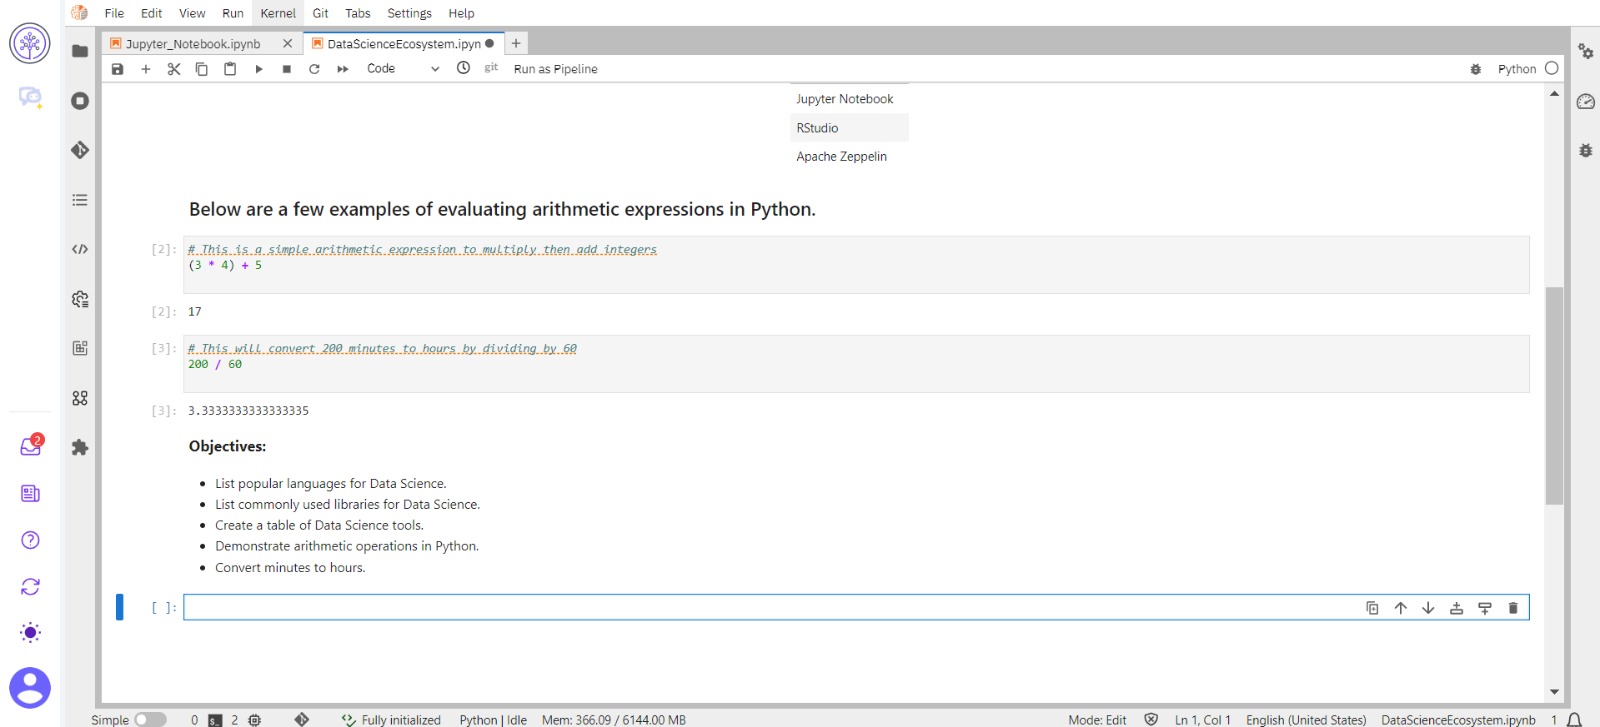 File Edit View Run Kernel Git Tabs Settings Help
Jupyter_Notebook.ipynb
DataScienceEcosystem.ipyn
Code
git
Run as Pipeline
Python
Jupyter Notebook
RStudio
Apache Zeppelin
Below are a few examples of evaluating arithmetic expressions in Python.
[2]: # This is a simple arithmetic expression to multiply then add integers
(3 * 4) + 5
[2]: 17
[3]: # This will convert 200 minutes to hours by dividing by 60
200 / 60
[3]: 3.3333333333333335
Objectives:
• List popular languages for Data Science.
• List commonly used libraries for Data Science.
• Create a table of Data Science tools.
• Demonstrate arithmetic operations in Python.
• Convert minutes to hours.
[ ]:
2
Simple 0 $_ 2 Fully initialized Python | Idle Mem: 366.09 / 6144.00 MB Mode: Edit Ln 1, Col 1 English (United States) DataScienceEcosystem.ipynb 1